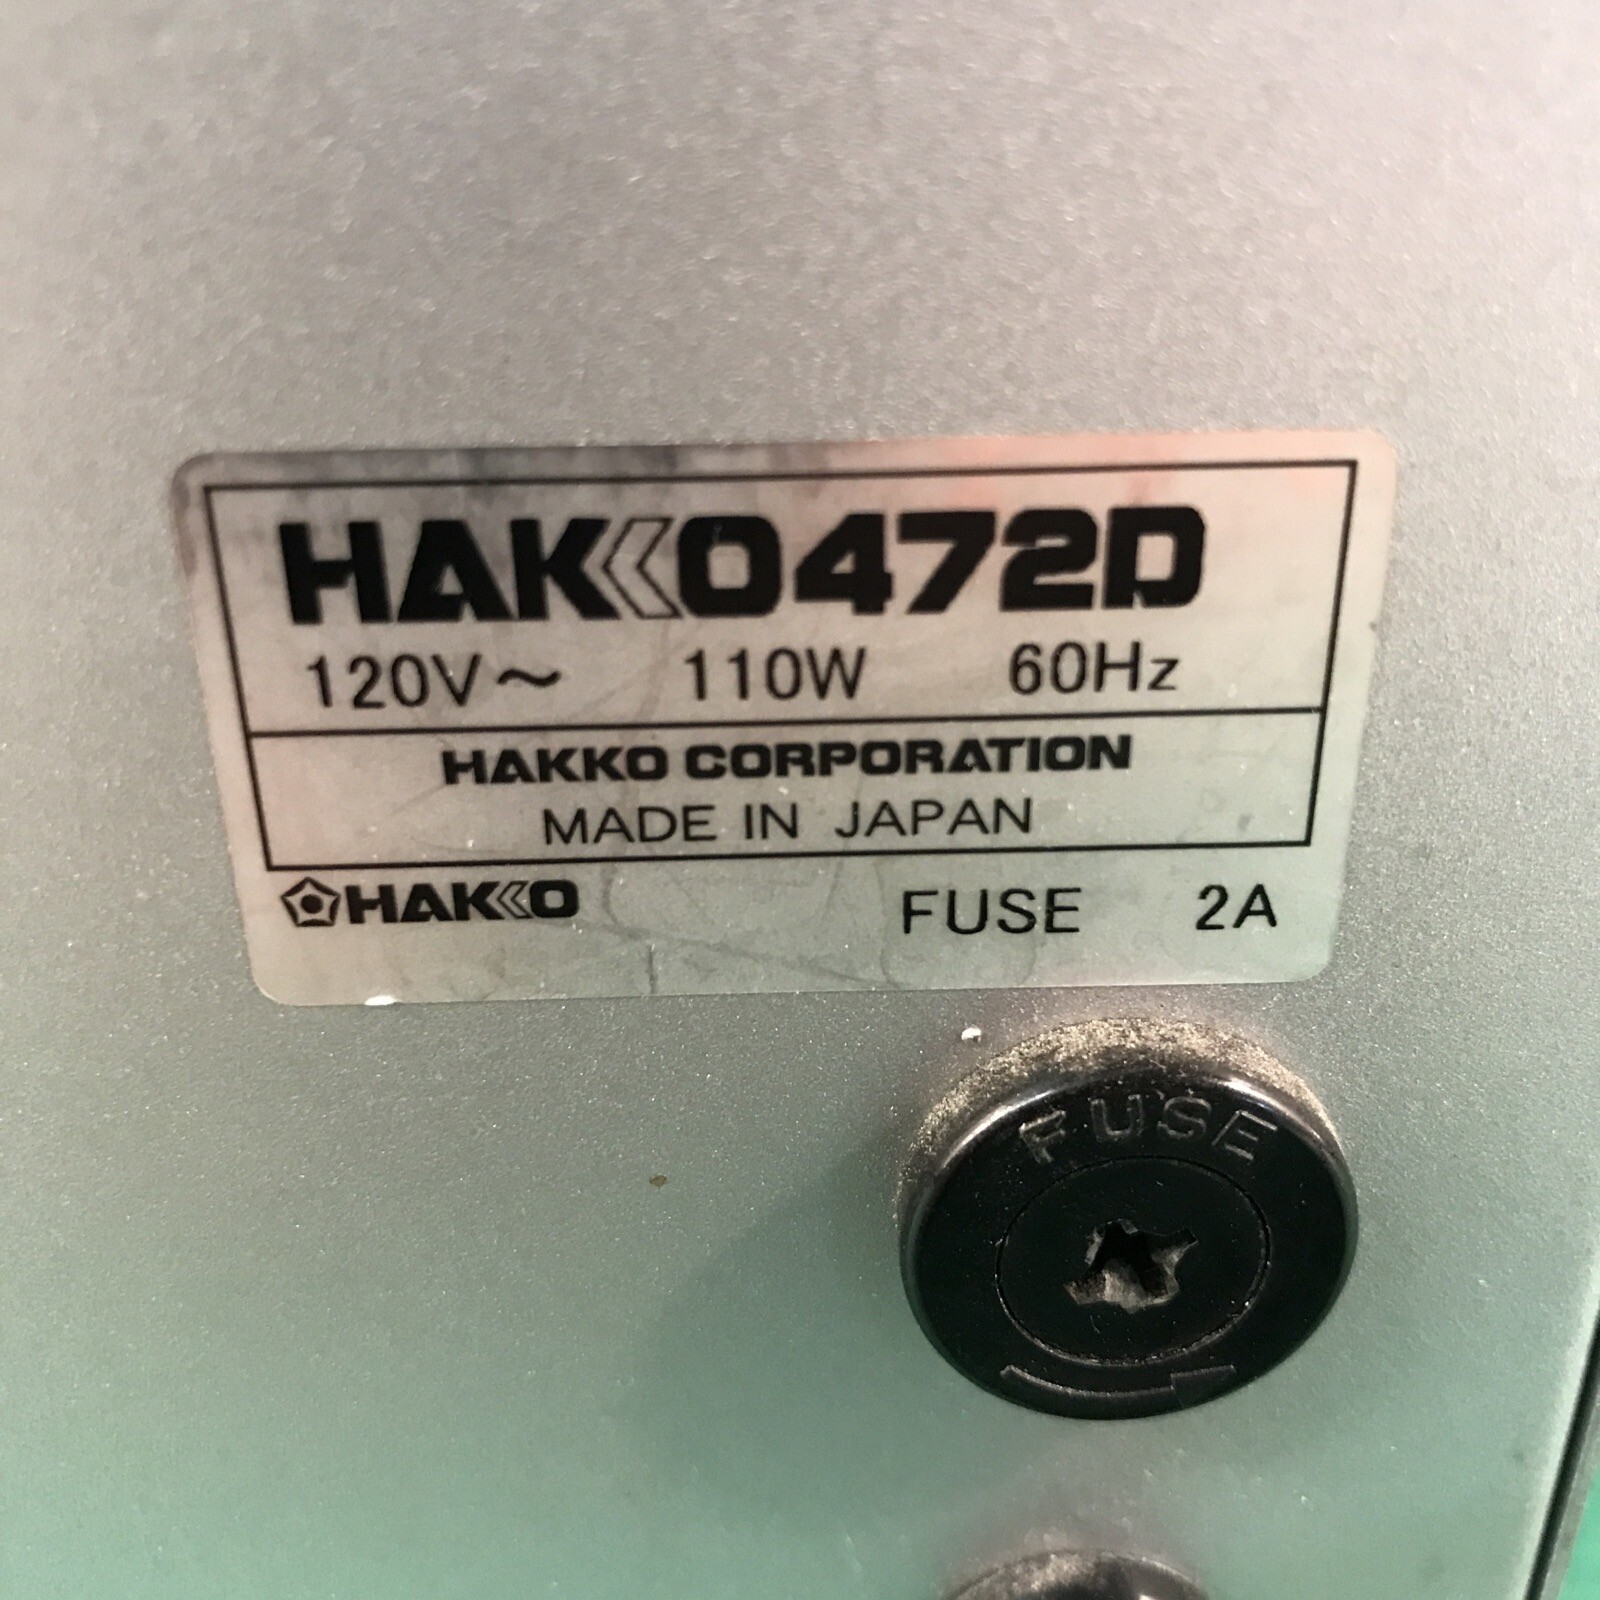 HAKKO 472D
120V~ 110W 60Hz
HAKKO CORPORATION
MADE IN JAPAN
HAKKO FUSE 2A
FUSE